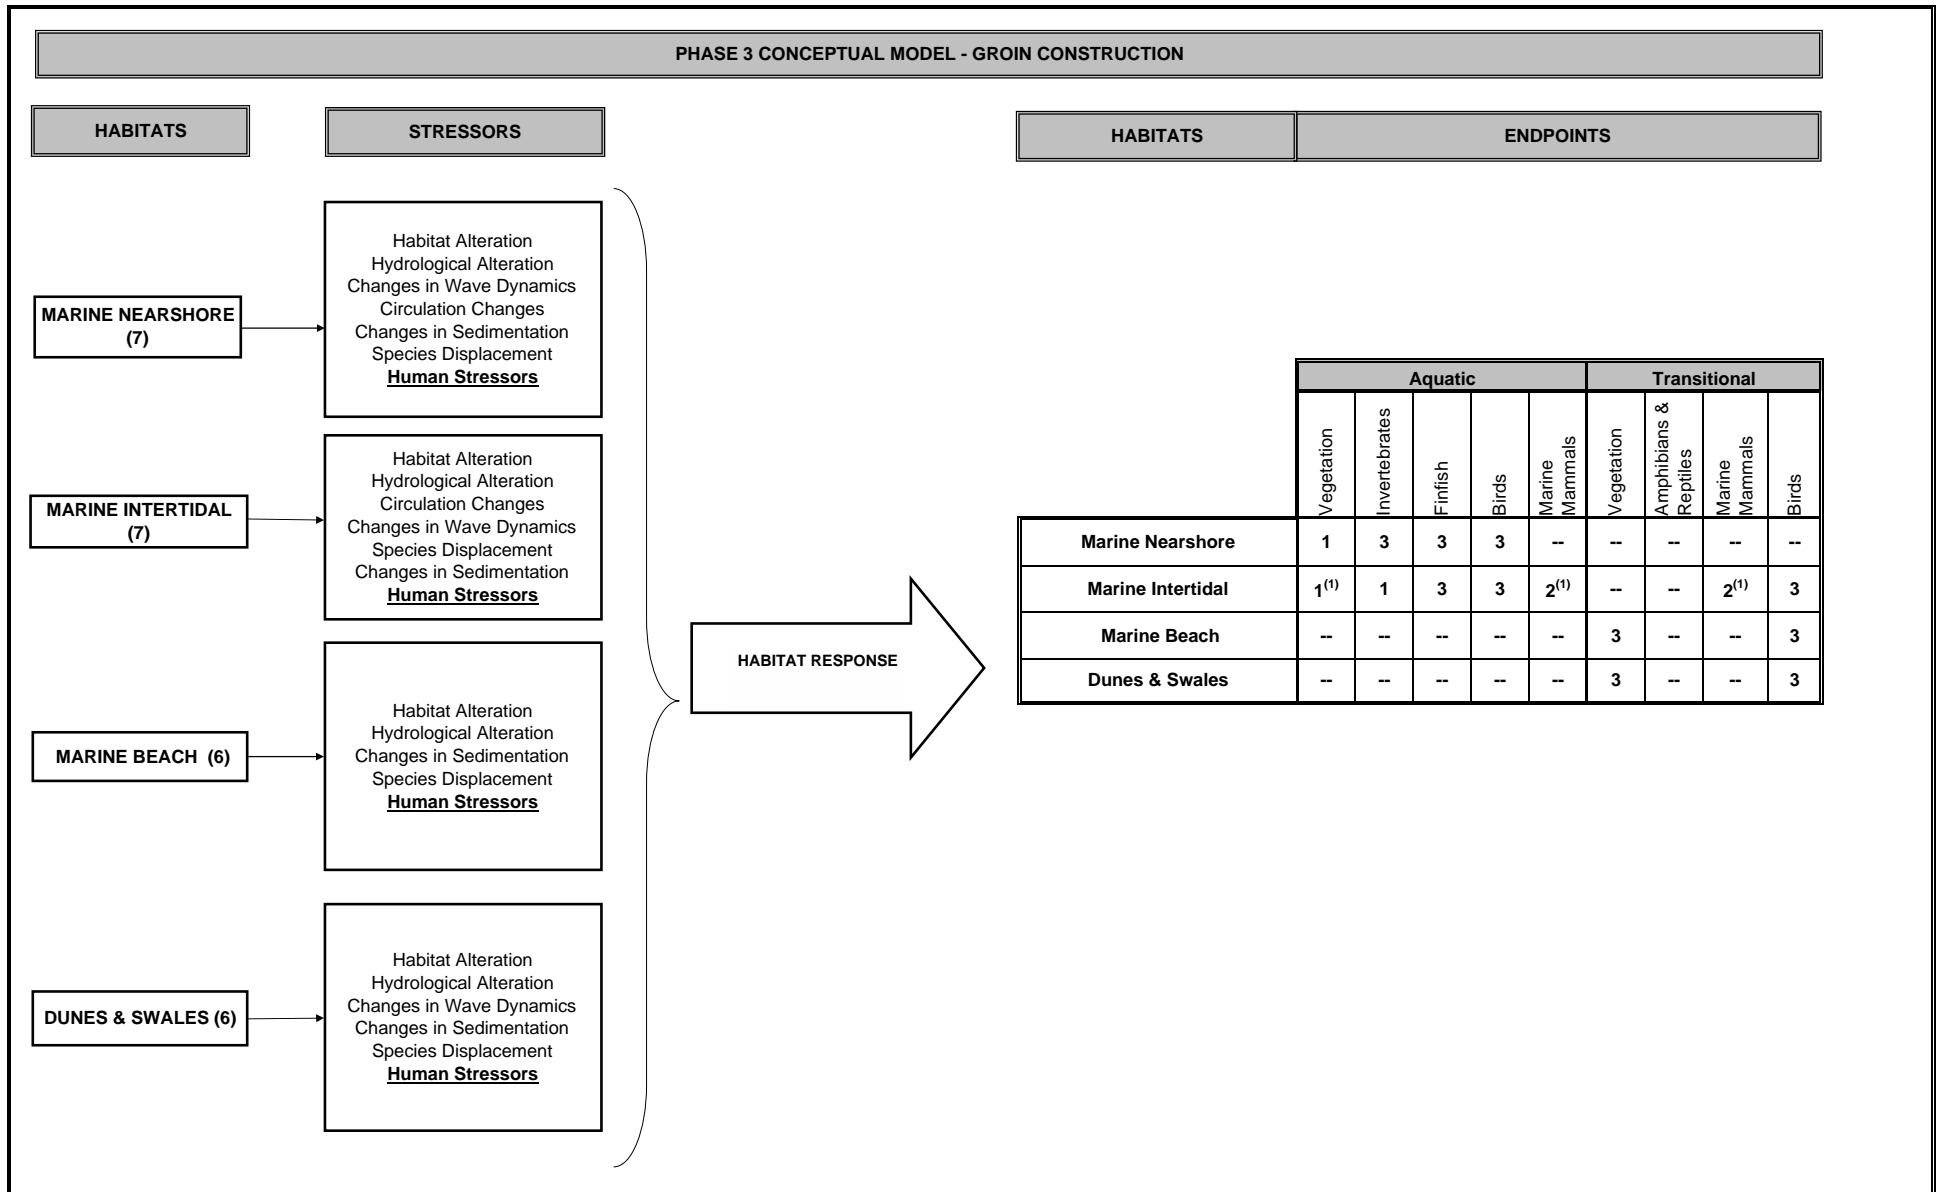 PHASE 3 CONCEPTUAL MODEL - GROIN CONSTRUCTION
HABITATS
STRESSORS
MARINE NEARSHORE
(7)
Habitat Alteration
Hydrological Alteration
Changes in Wave Dynamics
Circulation Changes
Changes in Sedimentation
Species Displacement
Human Stressors
MARINE INTERTIDAL
(7)
Habitat Alteration
Hydrological Alteration
Circulation Changes
Changes in Wave Dynamics
Species Displacement
Changes in Sedimentation
Human Stressors
MARINE BEACH (6)
Habitat Alteration
Hydrological Alteration
Changes in Sedimentation
Species Displacement
Human Stressors
DUNES & SWALES (6)
Habitat Alteration
Hydrological Alteration
Changes in Wave Dynamics
Changes in Sedimentation
Species Displacement
Human Stressors
HABITAT RESPONSE
HABITATS ENDPOINTS
Aquatic Transitional
Vegetation
Invertebrates
Finfish
Birds
Marine
Mammals
Vegetation
Amphibians &
Reptiles
Marine
Mammals
Birds
Marine Nearshore 1 3 3 3 -- -- -- -- --
Marine Intertidal 1(1) 1 3 3 2(1) -- -- 2(1) 3
Marine Beach -- -- -- -- -- 3 -- -- 3
Dunes & Swales -- -- -- -- -- 3 -- -- 3